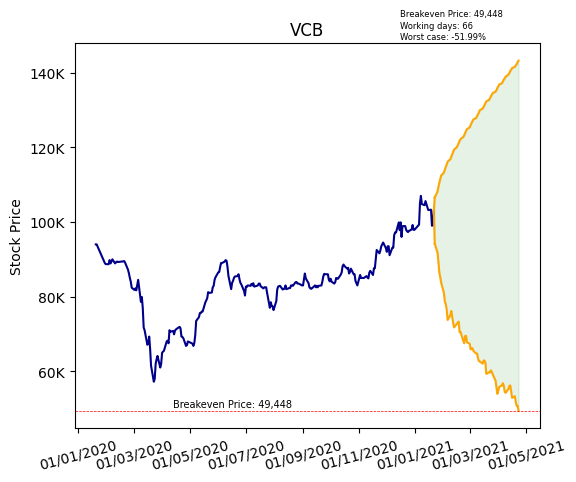 Breakeven Price: 49,448
Working days: 66
Worst case: -51.99%
VCB
140K
120K
100K
80K
60K
Stock Price
Breakeven Price: 49,448
01/01/2020 01/03/2020 01/05/2020 01/07/2020 01/09/2020 01/11/2020 01/01/2021 01/03/2021 01/05/2021